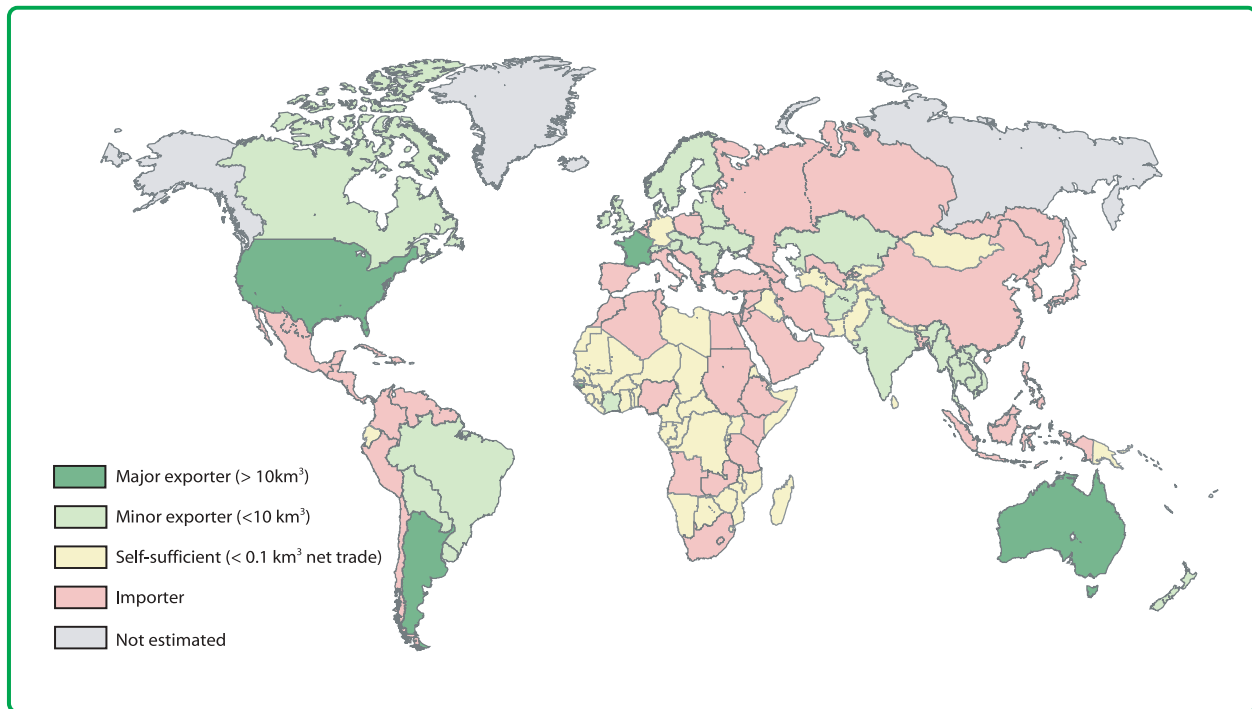 Major exporter (> 10km³)
Minor exporter (<10 km³)
Self-sufficient (< 0.1 km³ net trade)
Importer
Not estimated